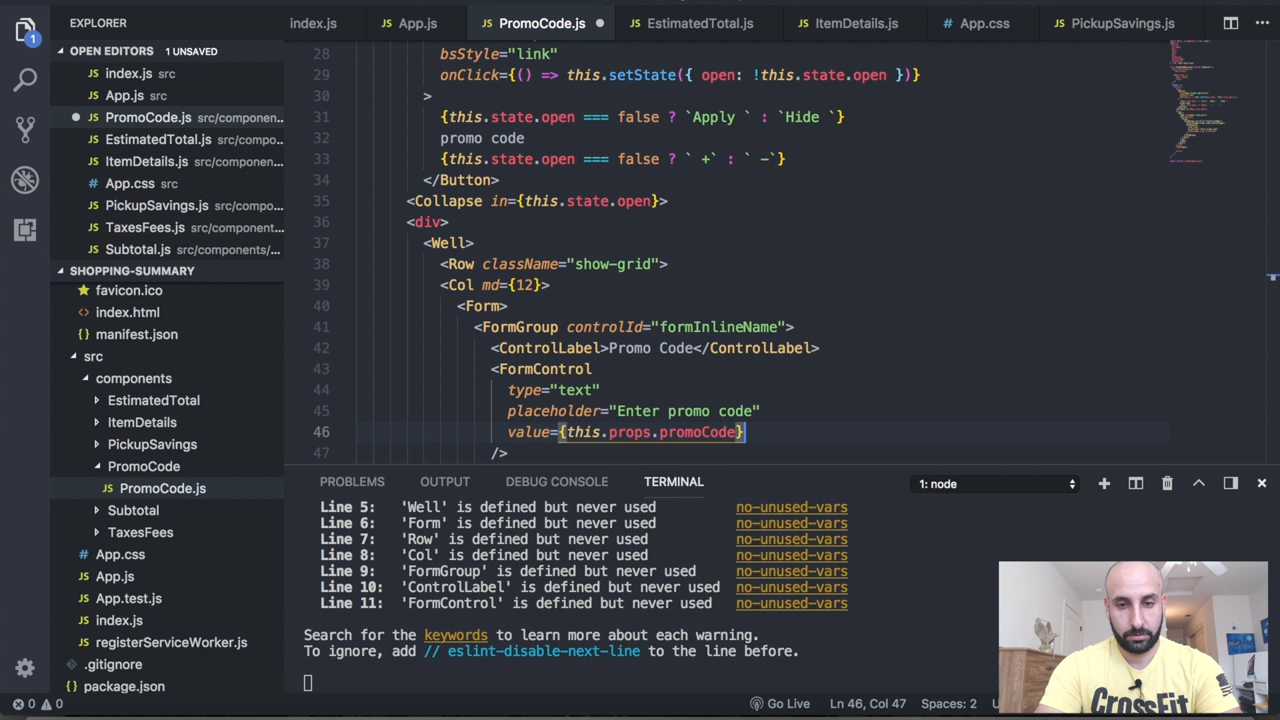 EXPLORER
index.js
App.js
PromoCode.js
EstimatedTotal.js
ItemDetails.js
App.css
PickupSavings.js
1
OPEN EDITORS 1 UNSAVED
index.js src
App.js src
PromoCode.js src/componen...
EstimatedTotal.js src/com...
ItemDetails.js src/compon...
App.css src
PickupSavings.js src/compo...
TaxesFees.js src/component...
Subtotal.js src/components/...
SHOPPING-SUMMARY
favicon.ico
index.html
manifest.json
src
components
EstimatedTotal
ItemDetails
PickupSavings
PromoCode
PromoCode.js
Subtotal
TaxesFees
App.css
App.js
App.test.js
index.js
registerServiceWorker.js
.gitignore
package.json
28 bsStyle="link"
29 onClick={() => this.setState({ open: !this.state.open })}
30 >
31 {this.state.open === false ? `Apply ` : `Hide `}
32 promo code
33 {this.state.open === false ? ` +` : ` -`}
34 </Button>
35 <Collapse in={this.state.open}>
36 <div>
37 <Well>
38 <Row className="show-grid">
39 <Col md={12}>
40 <Form>
41 <FormGroup controlId="formInlineName">
42 <ControlLabel>Promo Code</ControlLabel>
43 <FormControl
44 type="text"
45 placeholder="Enter promo code"
46 value={this.props.promoCode}
47 />
PROBLEMS OUTPUT DEBUG CONSOLE TERMINAL 1: node
Line 5: 'Well' is defined but never used no-unused-vars
Line 6: 'Form' is defined but never used no-unused-vars
Line 7: 'Row' is defined but never used no-unused-vars
Line 8: 'Col' is defined but never used no-unused-vars
Line 9: 'FormGroup' is defined but never used no-unused-vars
Line 10: 'ControlLabel' is defined but never used no-unused-vars
Line 11: 'FormControl' is defined but never used no-unused-vars
Search for the keywords to learn more about each warning.
To ignore, add // eslint-disable-next-line to the line before.
0 0 Go Live Ln 46, Col 47 Spaces: 2
CrossFit